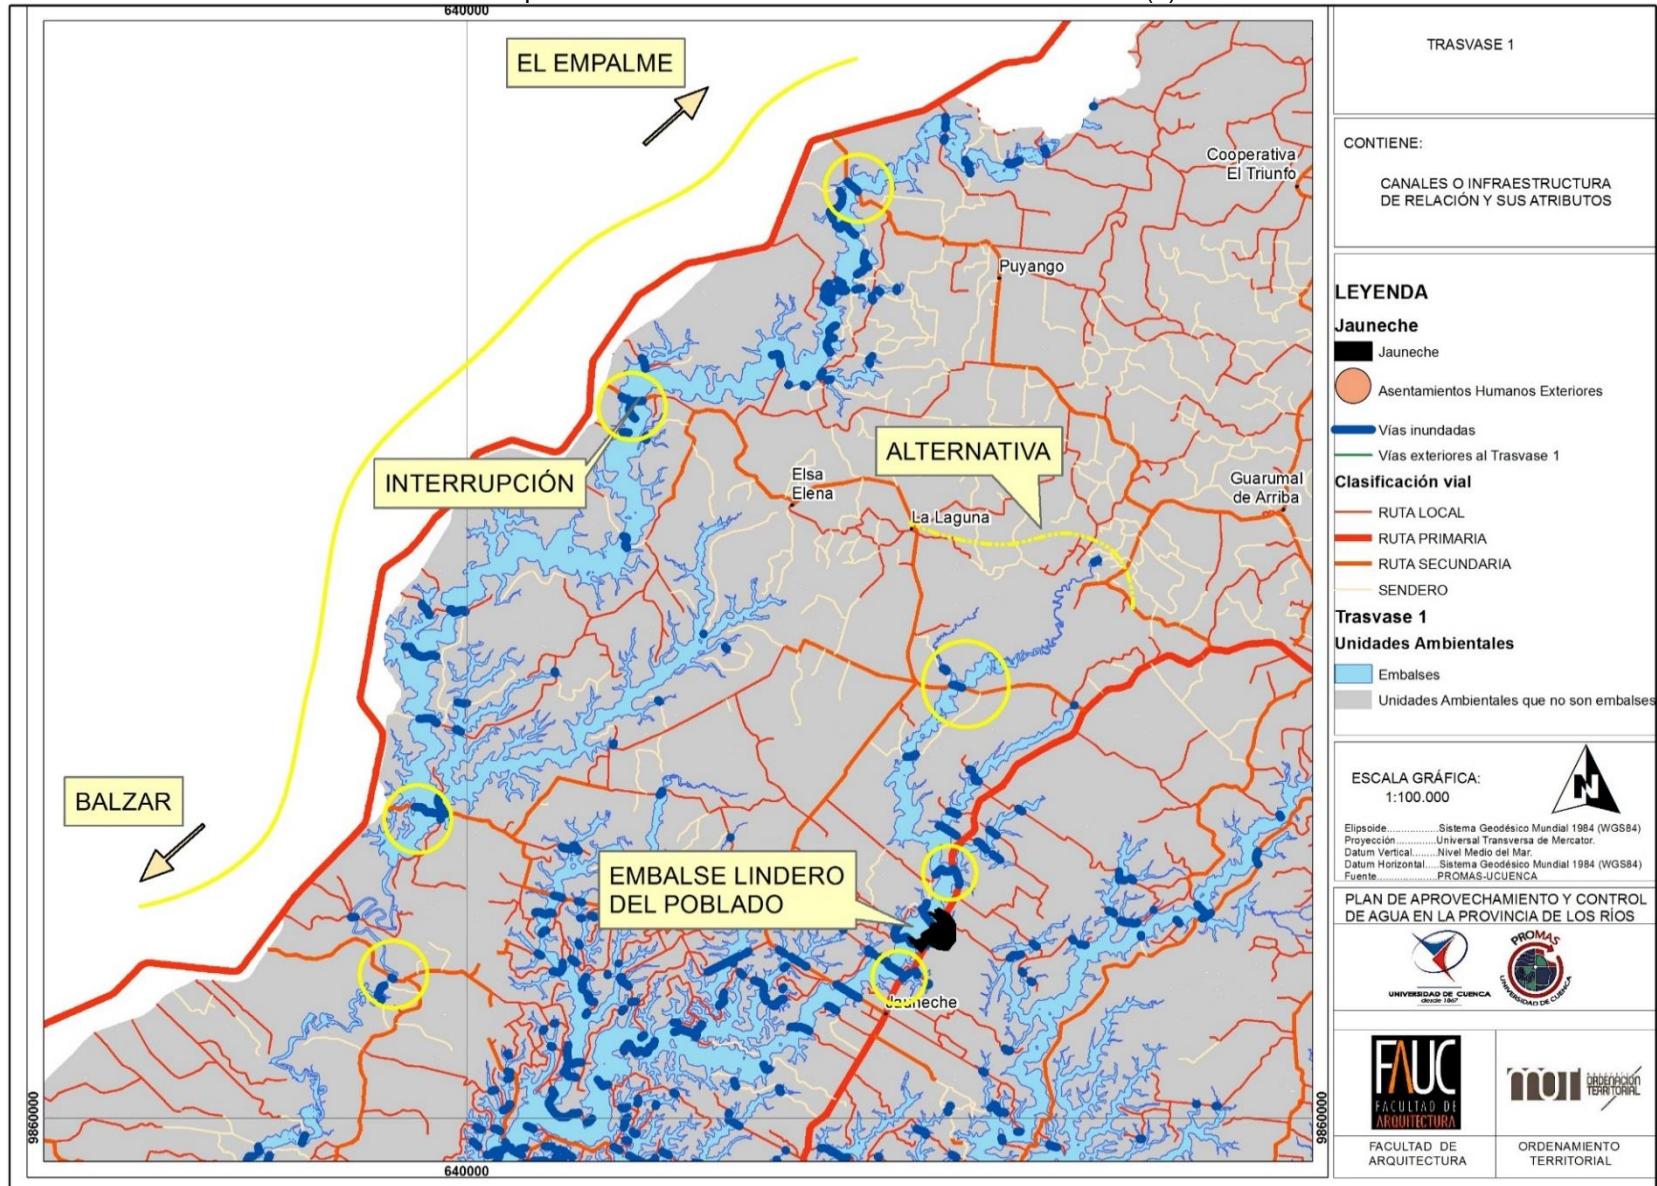 640000
EL EMPALME
Cooperativa
El Triunfo
Puyango
INTERRUPCIÓN
ALTERNATIVA
Elsa
Elena
La Laguna
Guarumal
de Arriba
BALZAR
EMBALSE LINDERO
DEL POBLADO
Jauneche
9860000
9860000
640000
TRASVASE 1
CONTIENE:
CANALES O INFRAESTRUCTURA
DE RELACIÓN Y SUS ATRIBUTOS
LEYENDA
Jauneche
Jauneche
Asentamientos Humanos Exteriores
Vías inundadas
Vías exteriores al Trasvase 1
Clasificación vial
RUTA LOCAL
RUTA PRIMARIA
RUTA SECUNDARIA
SENDERO
Trasvase 1
Unidades Ambientales
Embalses
Unidades Ambientales que no son embalses
ESCALA GRÁFICA:
1:100.000
N
Elipsoide................Sistema Geodésico Mundial 1984 (WGS84)
Proyección............Universal Transversa de Mercator.
Datum Vertical........Nivel Medio del Mar.
Datum Horizontal....Sistema Geodésico Mundial 1984 (WGS84)
Fuente...................PROMAS-UCUENCA
PLAN DE APROVECHAMIENTO Y CONTROL
DE AGUA EN LA PROVINCIA DE LOS RÍOS
UNIVERSIDAD DE CUENCA
desde 1867
PROMAS
UNIVERSIDAD DE CUENCA
FAUC
FACULTAD DE
ARQUITECTURA
MOT
ORDENACIÓN
TERRITORIAL
FACULTAD DE
ARQUITECTURA
ORDENAMIENTO
TERRITORIAL